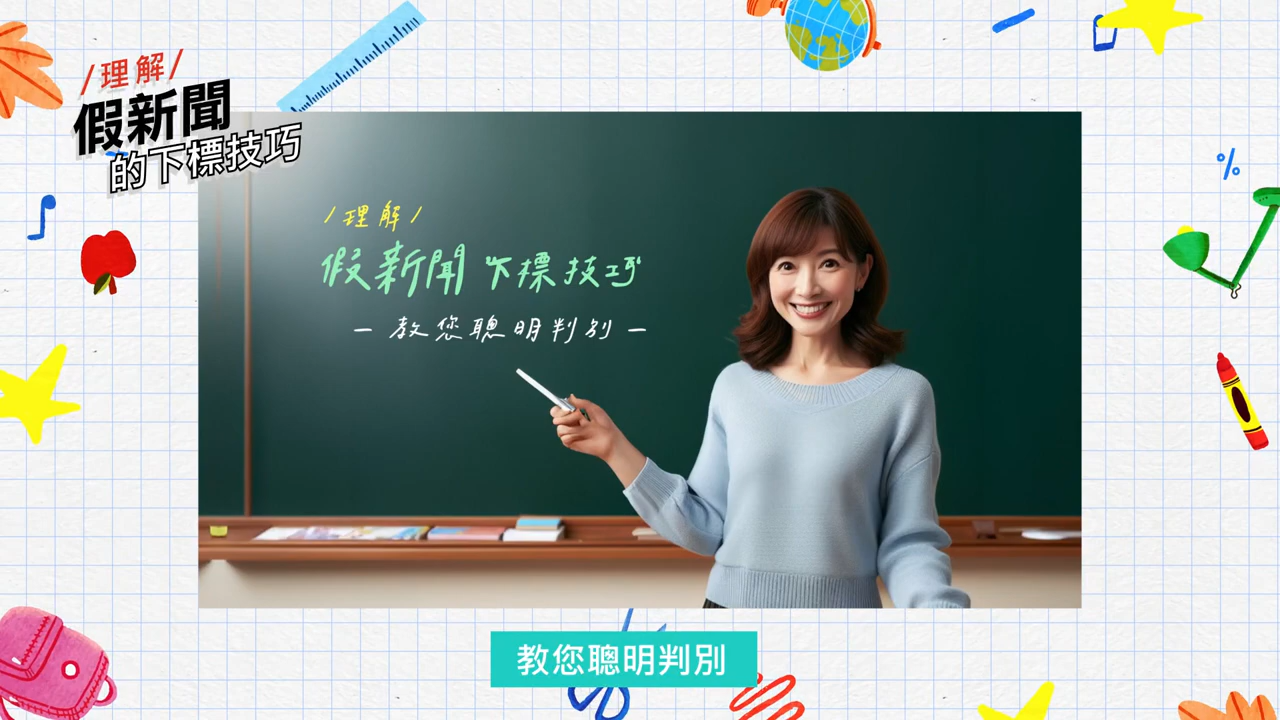 /理解/
假新聞
的下標技巧
/理解/
假新聞下標技巧
－教您聰明判別－
%
教您聰明判別